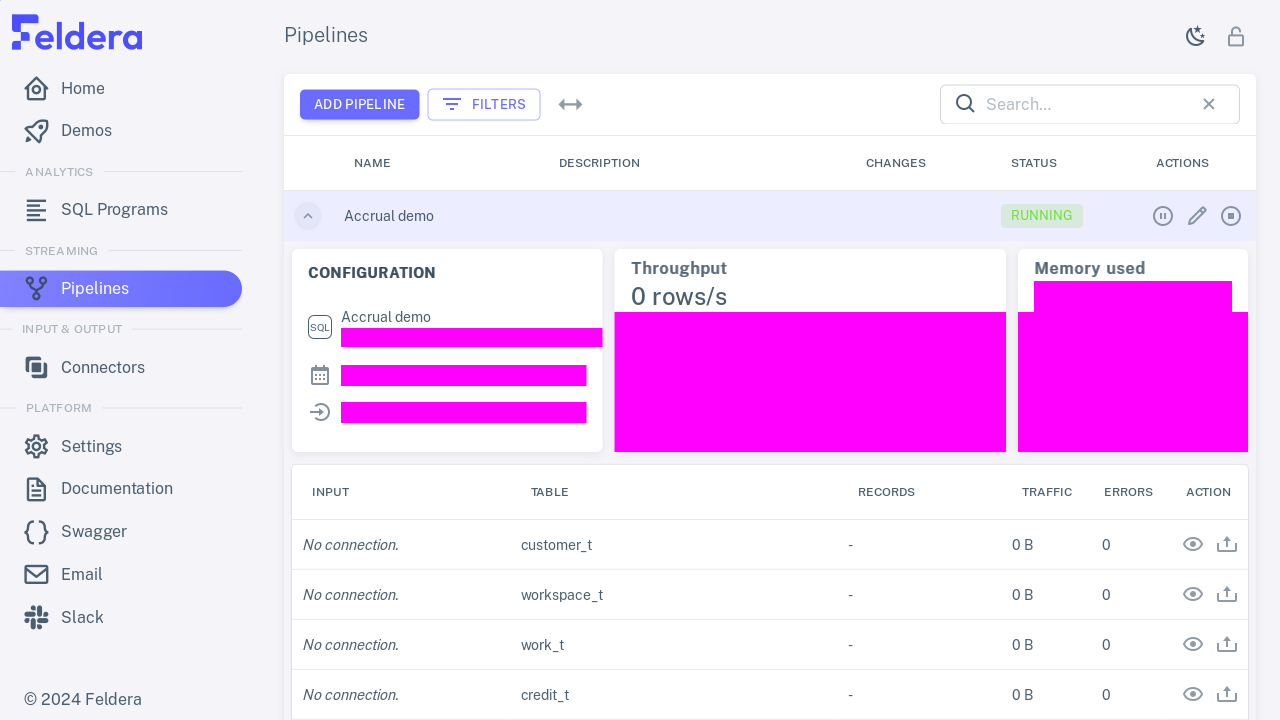 Feldera
Pipelines
Home
Demos
ANALYTICS
SQL Programs
STREAMING
Pipelines
INPUT & OUTPUT
Connectors
PLATFORM
Settings
Documentation
Swagger
Email
Slack
© 2024 Feldera
ADD PIPELINE
FILTERS
Search...
NAME DESCRIPTION CHANGES STATUS ACTIONS
Accrual demo RUNNING
CONFIGURATION
SQL
Accrual demo
Throughput
0 rows/s
Memory used
INPUT TABLE RECORDS TRAFFIC ERRORS ACTION
No connection. customer_t - 0 B 0
No connection. workspace_t - 0 B 0
No connection. work_t - 0 B 0
No connection. credit_t - 0 B 0